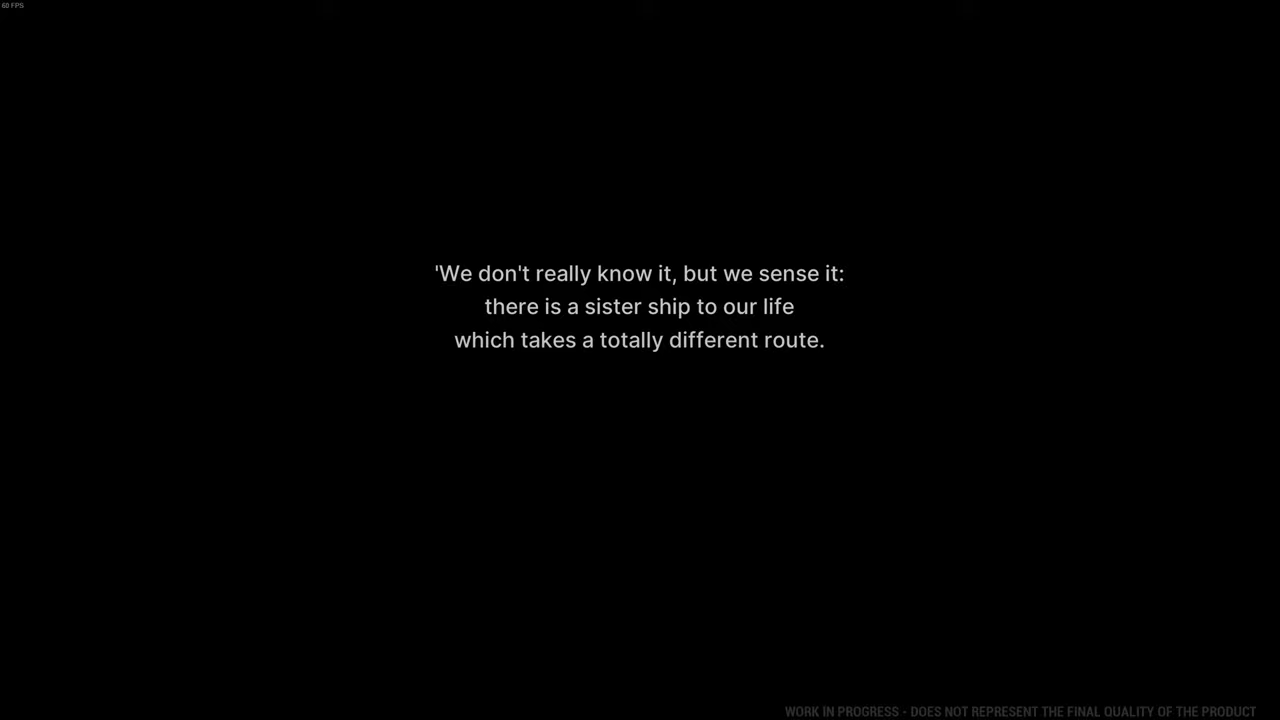 60 FPS
'We don't really know it, but we sense it:
there is a sister ship to our life
which takes a totally different route.
WORK IN PROGRESS - DOES NOT REPRESENT THE FINAL QUALITY OF THE PRODUCT